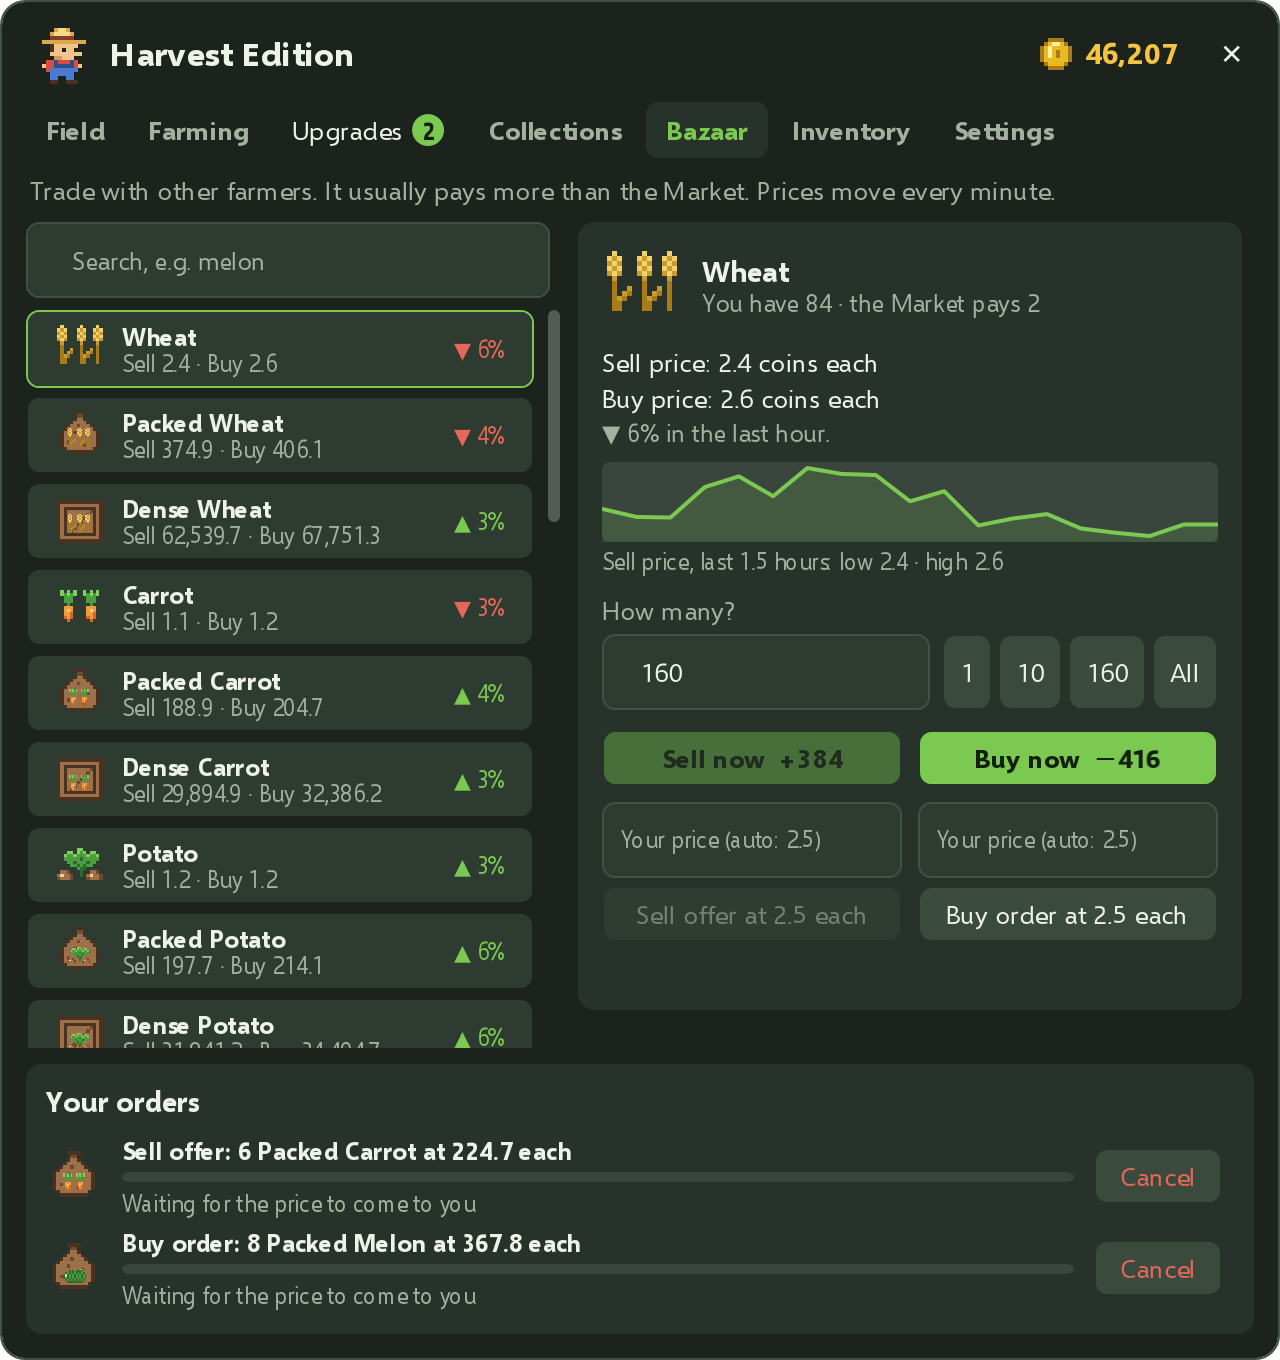 Harvest Edition
46,207
Field Farming Upgrades 2 Collections Bazaar Inventory Settings
Trade with other farmers. It usually pays more than the Market. Prices move every minute.
Search, e.g. melon
Wheat
Sell 2.4 · Buy 2.6
▼ 6%
Packed Wheat
Sell 374.9 · Buy 406.1
▼ 4%
Dense Wheat
Sell 62,539.7 · Buy 67,751.3
▲ 3%
Carrot
Sell 1.1 · Buy 1.2
▼ 3%
Packed Carrot
Sell 188.9 · Buy 204.7
▲ 4%
Dense Carrot
Sell 29,894.9 · Buy 32,386.2
▲ 3%
Potato
Sell 1.2 · Buy 1.2
▲ 3%
Packed Potato
Sell 197.7 · Buy 214.1
▲ 6%
Dense Potato
▲ 6%
Wheat
You have 84 · the Market pays 2
Sell price: 2.4 coins each
Buy price: 2.6 coins each
▼ 6% in the last hour.
Sell price, last 1.5 hours: low 2.4 · high 2.6
How many?
160 1 10 160 All
Sell now +384 Buy now −416
Your price (auto: 2.5) Your price (auto: 2.5)
Sell offer at 2.5 each Buy order at 2.5 each
Your orders
Sell offer: 6 Packed Carrot at 224.7 each
Waiting for the price to come to you
Cancel
Buy order: 8 Packed Melon at 367.8 each
Waiting for the price to come to you
Cancel